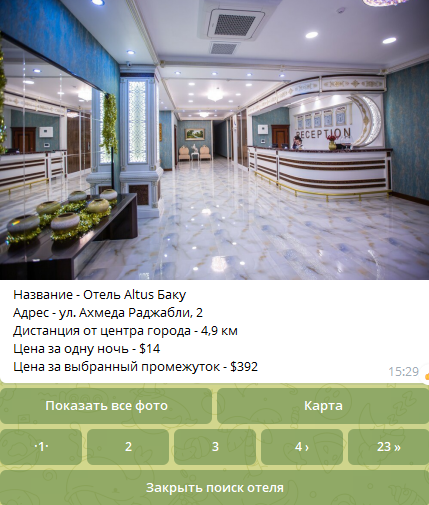 RECEPTION
Название - Отель Altus Баку
Адрес - ул. Ахмеда Раджабли, 2
Дистанция от центра города - 4,9 км
Цена за одну ночь - $14
Цена за выбранный промежуток - $392
15:29
Показать все фото
Карта
·1·
2
3
4 ›
23 »
Закрыть поиск отеля